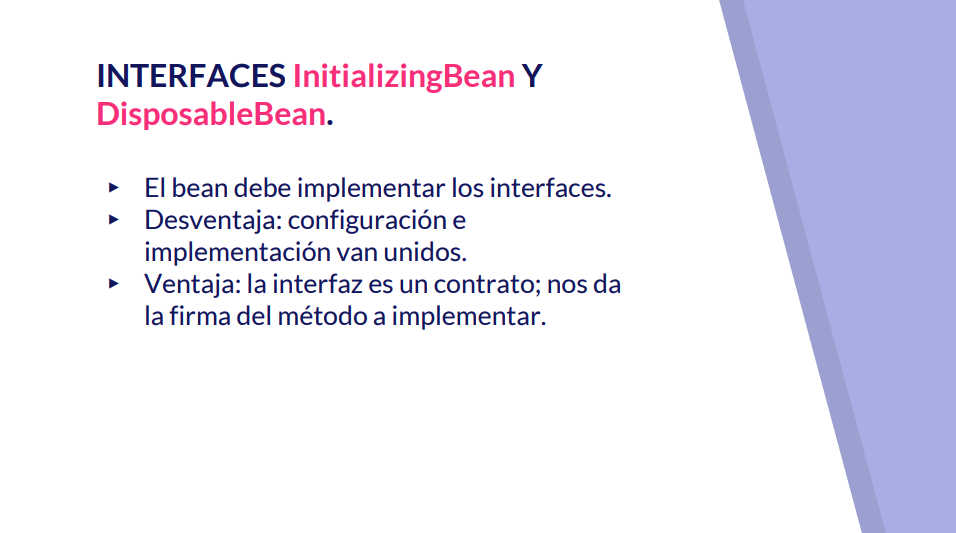 INTERFACES InitializingBean Y
DisposableBean.
▸ El bean debe implementar los interfaces.
▸ Desventaja: configuración e
implementación van unidos.
▸ Ventaja: la interfaz es un contrato; nos da
la firma del método a implementar.